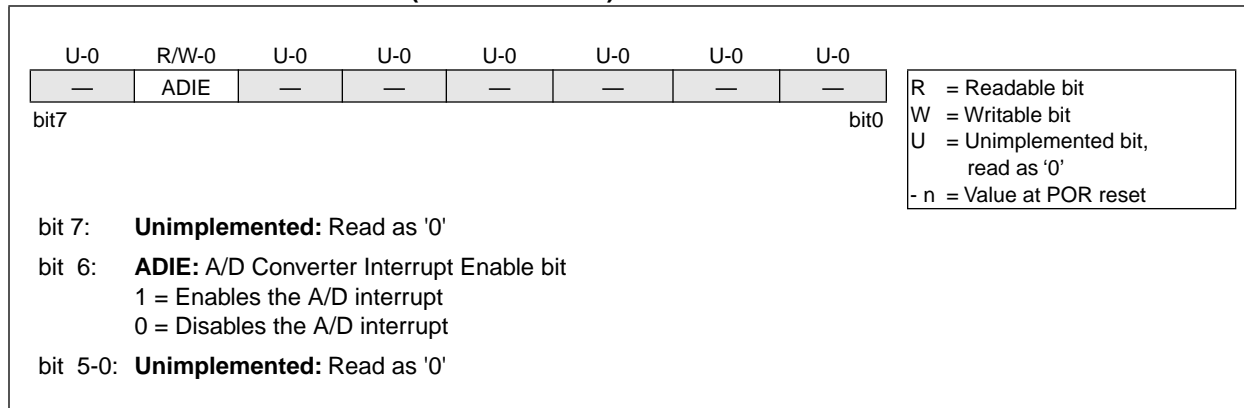 U-0 R/W-0 U-0 U-0 U-0 U-0 U-0 U-0
— ADIE — — — — — —
bit7 bit0
R = Readable bit
W = Writable bit
U = Unimplemented bit,
read as ‘0’
- n = Value at POR reset
bit 7: Unimplemented: Read as '0'
bit 6: ADIE: A/D Converter Interrupt Enable bit
1 = Enables the A/D interrupt
0 = Disables the A/D interrupt
bit 5-0: Unimplemented: Read as '0'